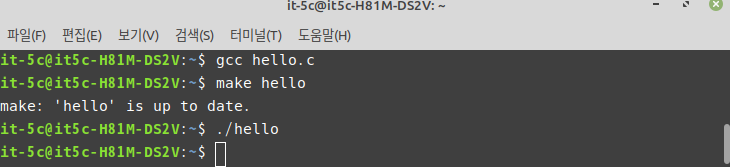 it-5c@it5c-H81M-DS2V: ~
파일(F) 편집(E) 보기(V) 검색(S) 터미널(T) 도움말(H)
it-5c@it5c-H81M-DS2V:~$ gcc hello.c
it-5c@it5c-H81M-DS2V:~$ make hello
make: 'hello' is up to date.
it-5c@it5c-H81M-DS2V:~$ ./hello
it-5c@it5c-H81M-DS2V:~$